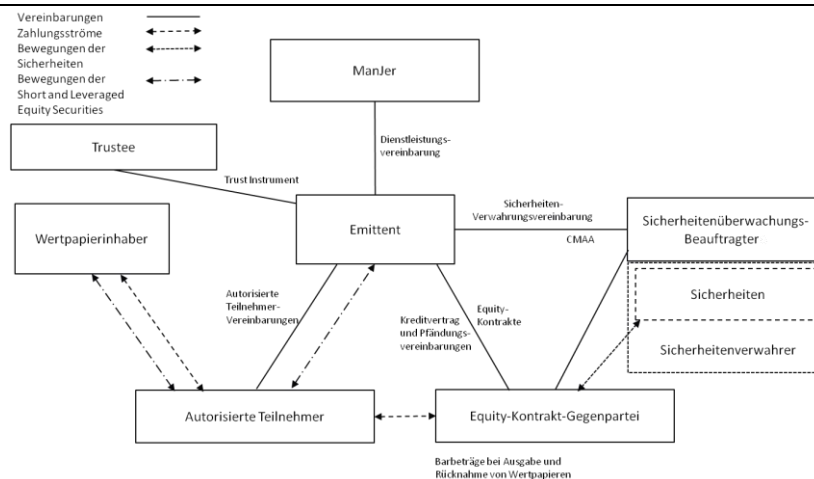 Vereinbarungen
Zahlungsströme
Bewegungen der
Sicherheiten
Bewegungen der
Short and Leveraged
Equity Securities
ManJer
Dienstleistungs-
vereinbarung
Trustee
Trust Instrument
Emittent
Sicherheiten-
Verwahrungsvereinbarung
CMAA
Sicherheitenüberwachungs-
Beauftragter
Wertpapierinhaber
Sicherheiten
Sicherheitenverwahrer
Autorisierte
Teilnehmer-
Vereinbarungen
Kreditvertrag
und Pfändungs-
vereinbarungen
Equity-
Kontrakte
Autorisierte Teilnehmer
Equity-Kontrakt-Gegenpartei
Barbeträge bei Ausgabe und
Rücknahme von Wertpapieren